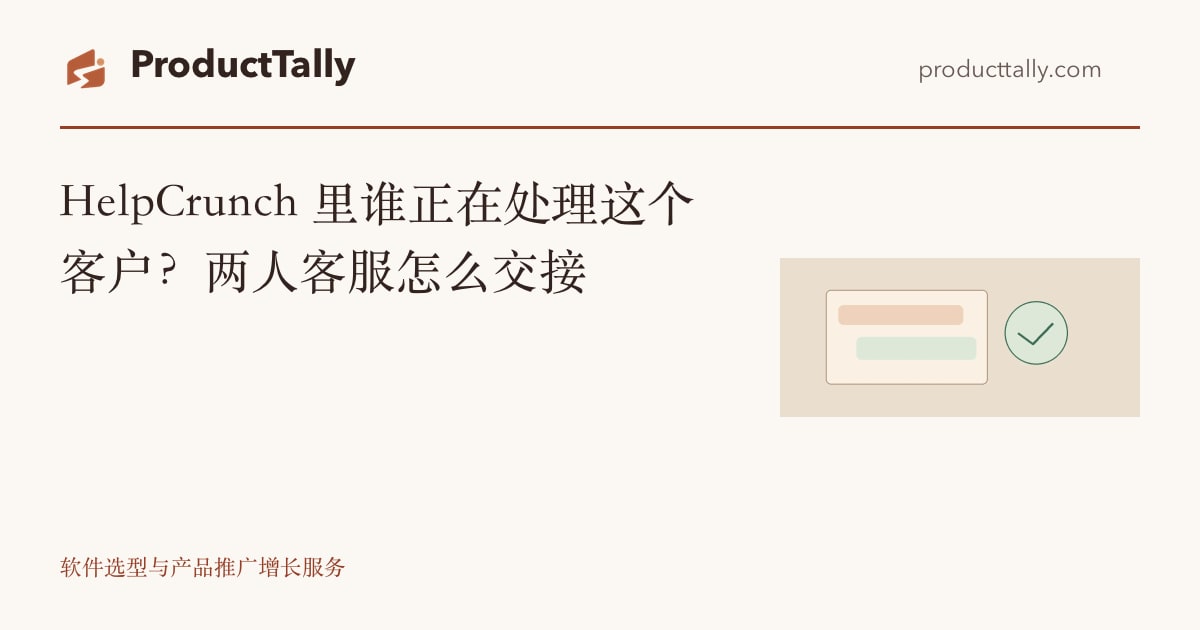 ProductTally
producttally.com
HelpCrunch 里谁正在处理这个
客户？两人客服怎么交接
软件选型与产品推广增长服务